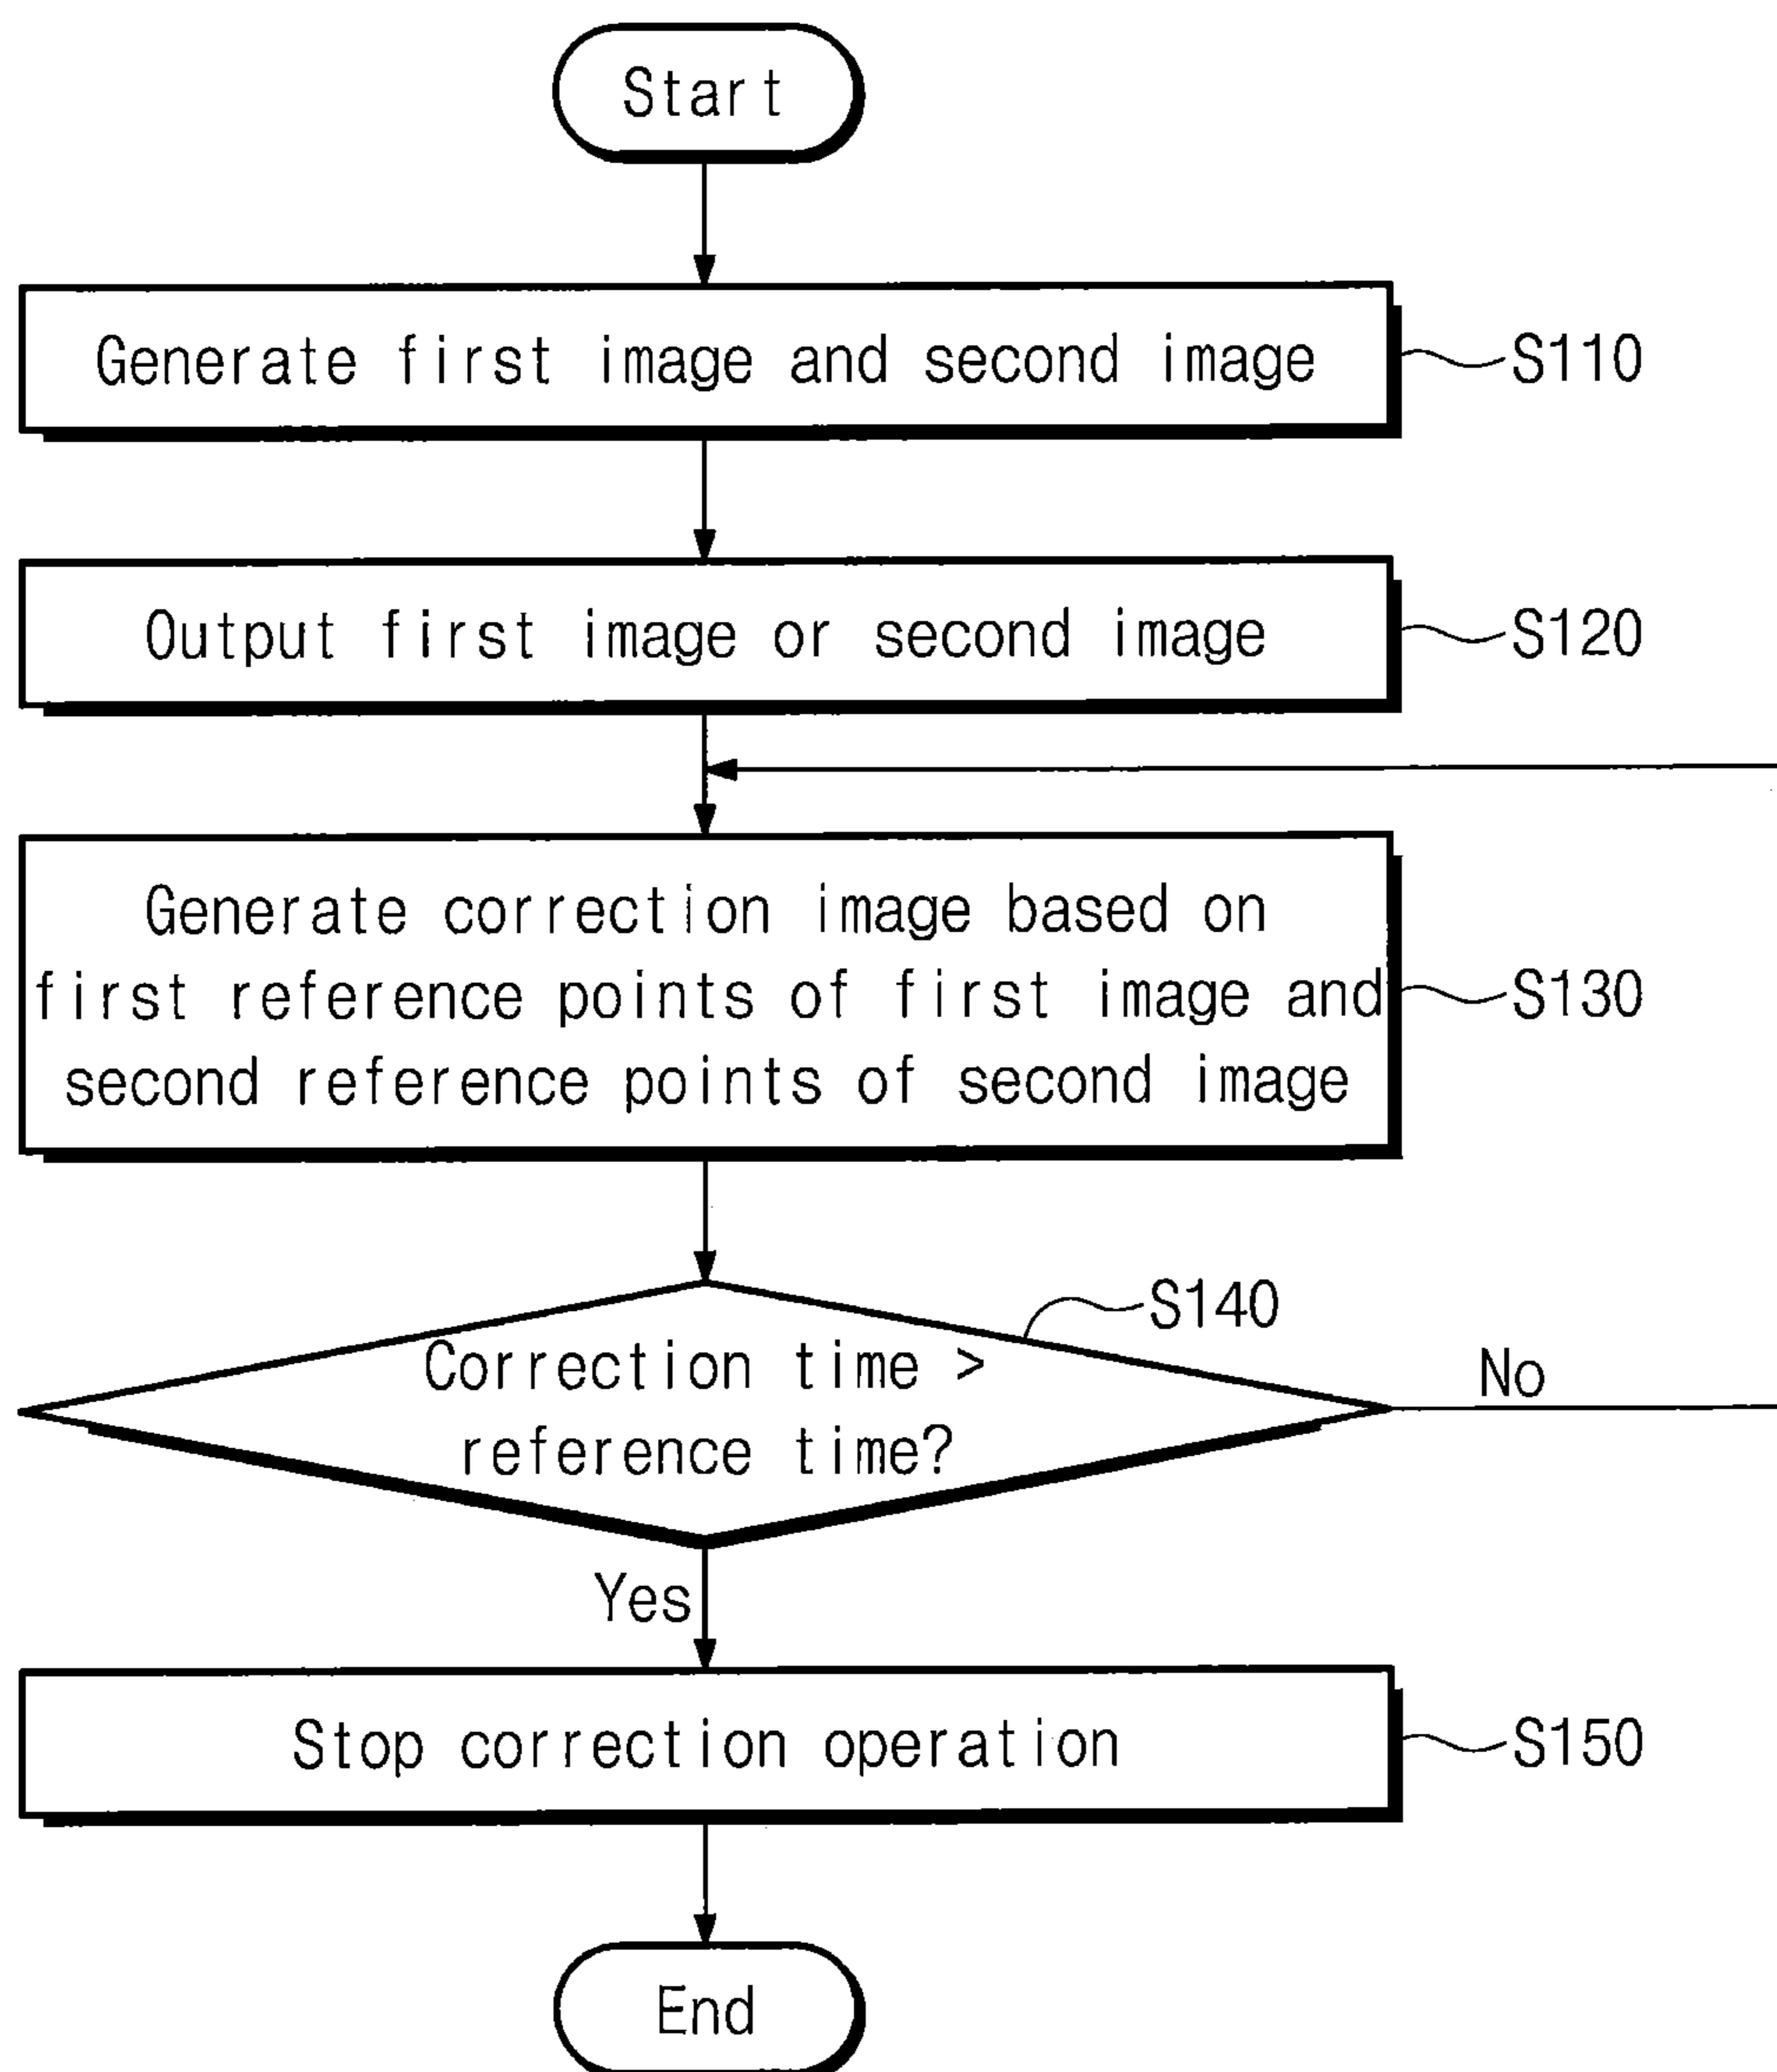 Start
Generate first image and second image
S110
Output first image or second image
S120
Generate correction image based on
first reference points of first image and
second reference points of second image
S130
S140
Correction time >
reference time?
No
Yes
Stop correction operation
S150
End